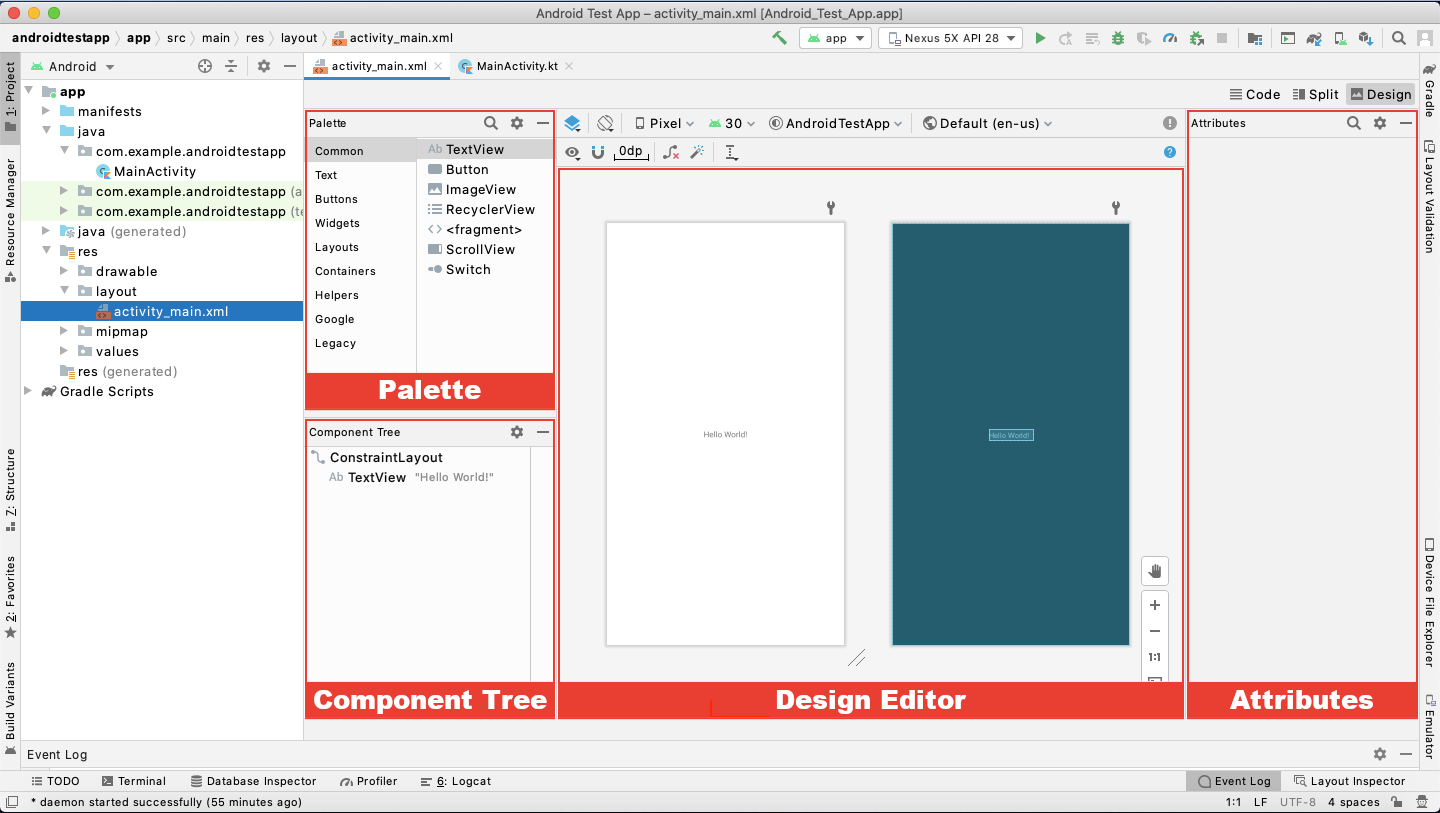 Android Test App – activity_main.xml [Android_Test_App.app]
androidtestapp app src main res layout activity_main.xml
app Nexus 5X API 28
1: Project
Resource Manager
Z: Structure
2: Favorites
Build Variants
Android
app
manifests
java
com.example.androidtestapp
MainActivity
com.example.androidtestapp (a
com.example.androidtestapp (te
java (generated)
res
drawable
layout
activity_main.xml
mipmap
values
res (generated)
Gradle Scripts
activity_main.xml MainActivity.kt
Code Split Design
Palette
Common
Text
Buttons
Widgets
Layouts
Containers
Helpers
Google
Legacy
Ab TextView
Button
ImageView
RecyclerView
<fragment>
ScrollView
Switch
Palette
Component Tree
ConstraintLayout
Ab TextView "Hello World!"
Component Tree
Pixel 30 AndroidTestApp Default (en-us)
0dp
Hello World!
Hello World!
1:1
Design Editor
Attributes
Attributes
Gradle
Layout Validation
Device File Explorer
Emulator
Event Log
TODO Terminal Database Inspector Profiler 6: Logcat Event Log Layout Inspector
* daemon started successfully (55 minutes ago) 1:1 LF UTF-8 4 spaces